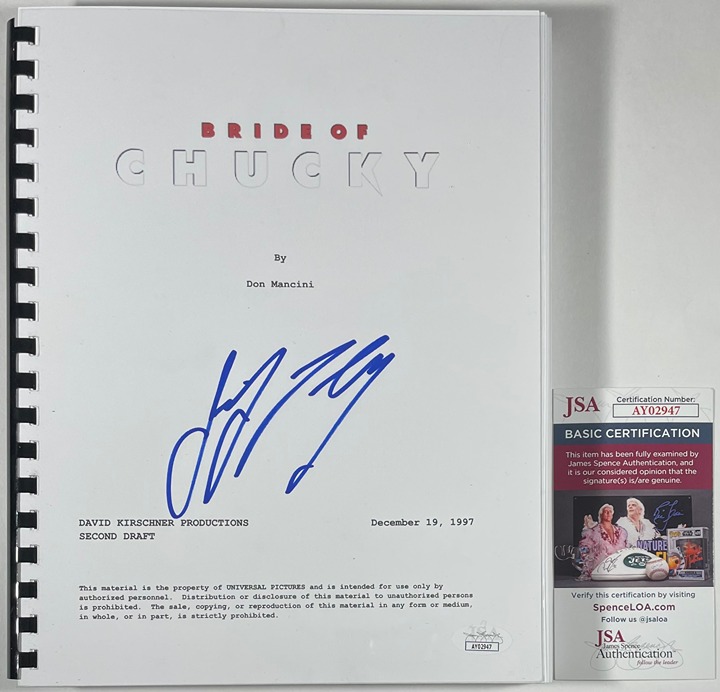 BRIDE OF
CHUCKY
By
Don Mancini
DAVID KIRSCHNER PRODUCTIONS
December 19, 1997
SECOND DRAFT
This material is the property of UNIVERSAL PICTURES and is intended for use only by
authorized personnel. Distribution or disclosure of this material to unauthorized persons
is prohibited. The sale, copying, or reproduction of this material in any form or medium,
in whole, or in part, is strictly prohibited.
AY02947
JSA
Certification Number:
AY02947
BASIC CERTIFICATION
This item has been fully examined by
James Spence Authentication, and
it is our considered opinion that the
signature(s) is/are genuine.
NATURE
JETS
Verify this certification by visiting
SpenceLOA.com
Follow us @jsaloa
JSA
James Spence
Authentication
follow the leader